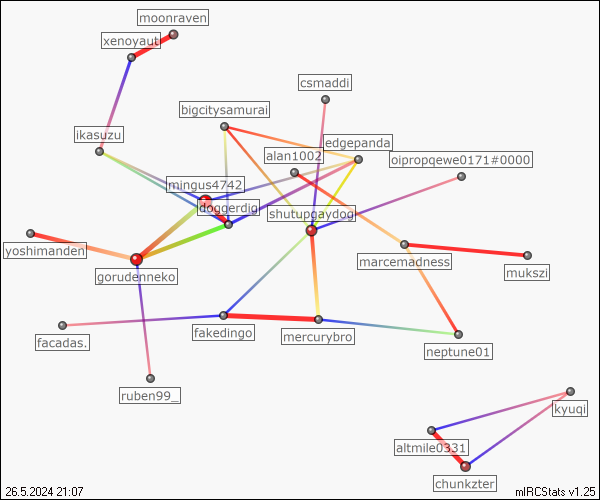 moonraven
xenoyaut
csmaddi
bigcitysamurai
ikasuzu
edgepanda
alan1002
oipropqewe0171#0000
mingus4742
doggerdig
shutupgaydog
yoshimanden
marcemadness
gorudenneko
mukszi
fakedingo
mercurybro
facadas.
neptune01
ruben99_
kyuqi
altmile0331
chunkzter
26.5.2024 21:07
mIRCStats v1.25